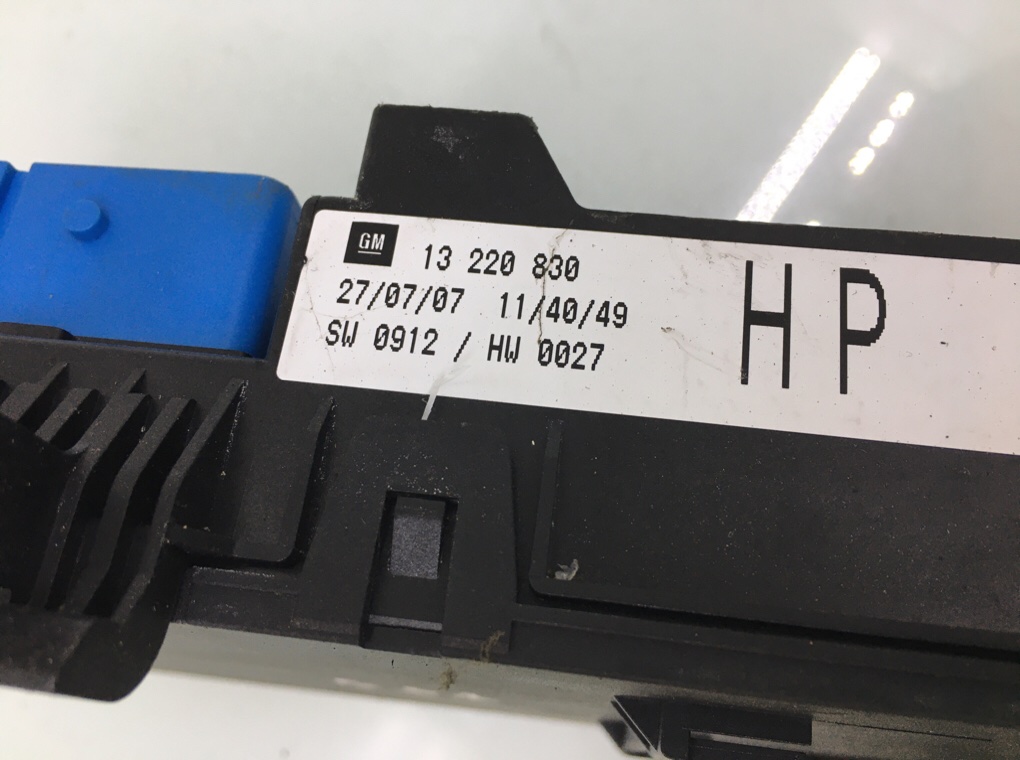 GM 13 220 830
27/07/07 11/40/49
SW 0912 / HW 0027
HP